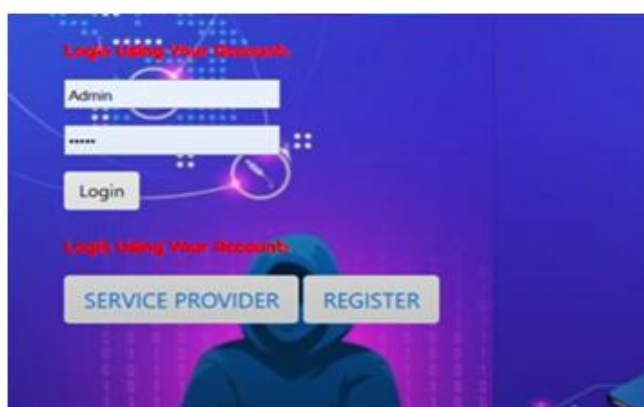 Login Using Your Account:
Admin
•••••
Login
Login Using Your Account:
SERVICE PROVIDER REGISTER